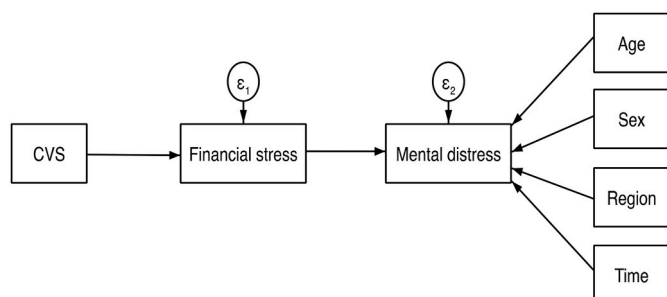 Age
ε1
ε2
Sex
CVS
Financial stress
Mental distress
Region
Time